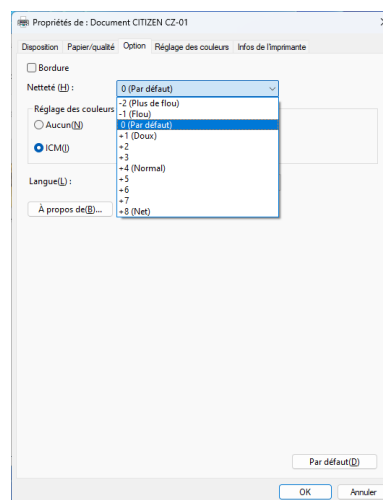 Propriétés de : Document CITIZEN CZ-01
Disposition Papier/qualité Option Réglage des couleurs Infos de l'imprimante
Bordure
Netteté (H) : 0 (Par défaut)
-2 (Plus de flou)
-1 (Flou)
0 (Par défaut)
+1 (Doux)
+2
+3
+4 (Normal)
+5
+6
+7
+8 (Net)
Réglage des couleurs
Aucun(N)
ICM(I)
Langue(L) :
À propos de(B)...
Par défaut(D)
OK Annuler